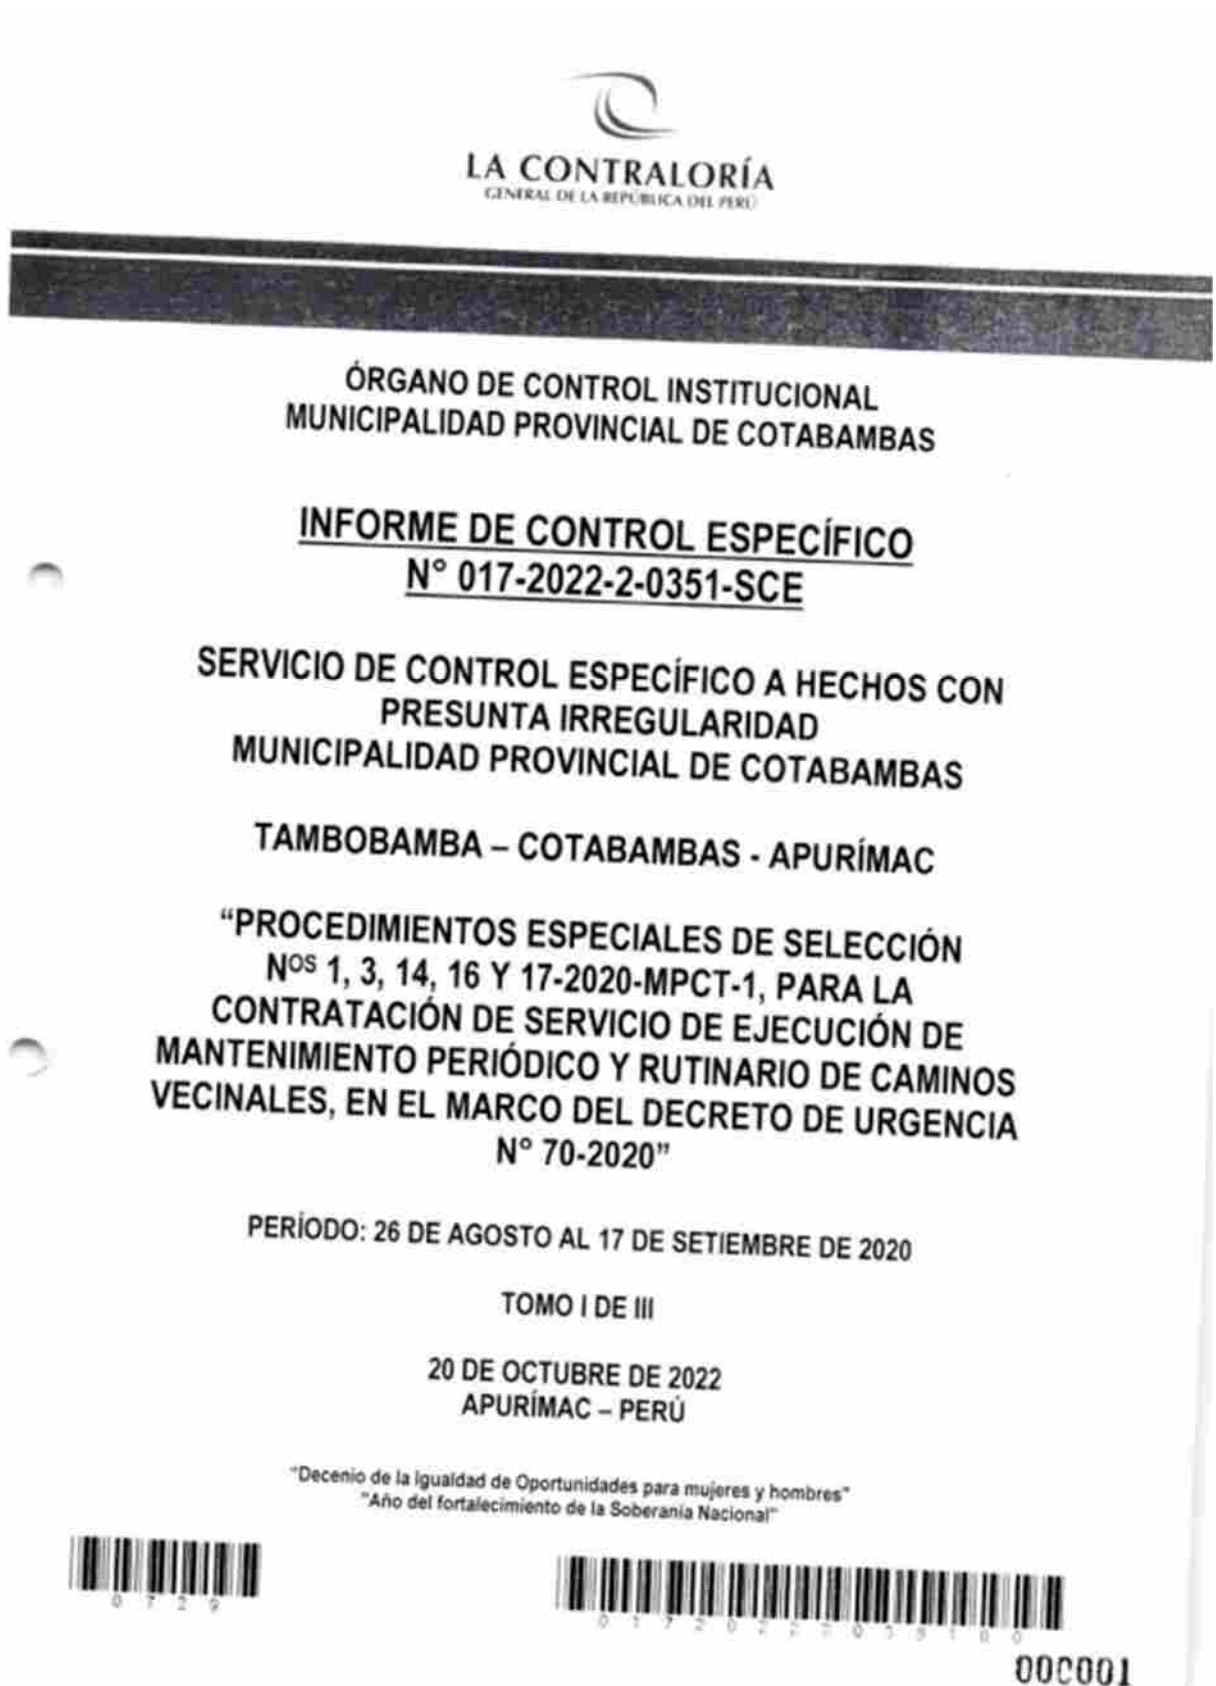 LA CONTRALORÍA
GENERAL DE LA REPÚBLICA DEL PERÚ
ÓRGANO DE CONTROL INSTITUCIONAL
MUNICIPALIDAD PROVINCIAL DE COTABAMBAS
INFORME DE CONTROL ESPECÍFICO
N° 017-2022-2-0351-SCE
SERVICIO DE CONTROL ESPECÍFICO A HECHOS CON
PRESUNTA IRREGULARIDAD
MUNICIPALIDAD PROVINCIAL DE COTABAMBAS
TAMBOBAMBA – COTABAMBAS - APURÍMAC
“PROCEDIMIENTOS ESPECIALES DE SELECCIÓN
Nᴼˢ 1, 3, 14, 16 Y 17-2020-MPCT-1, PARA LA
CONTRATACIÓN DE SERVICIO DE EJECUCIÓN DE
MANTENIMIENTO PERIÓDICO Y RUTINARIO DE CAMINOS
VECINALES, EN EL MARCO DEL DECRETO DE URGENCIA
N° 70-2020”
PERÍODO: 26 DE AGOSTO AL 17 DE SETIEMBRE DE 2020
TOMO I DE III
20 DE OCTUBRE DE 2022
APURÍMAC – PERÚ
"Decenio de la Igualdad de Oportunidades para mujeres y hombres"
"Año del fortalecimiento de la Soberanía Nacional"
0 7 2 9
000001